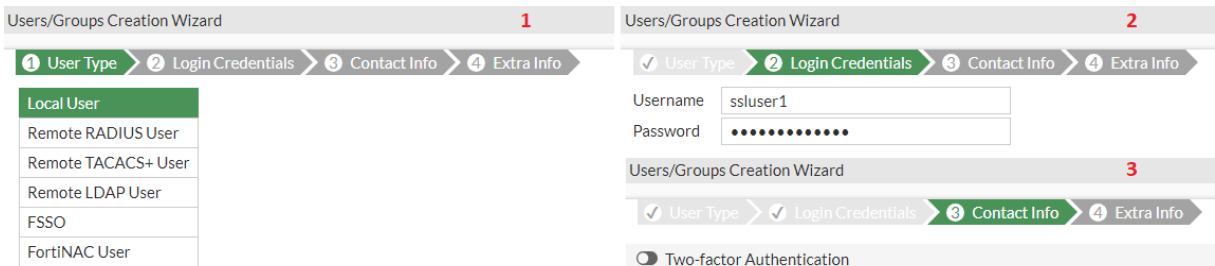 Users/Groups Creation Wizard 1
1 User Type 2 Login Credentials 3 Contact Info 4 Extra Info
Local User
Remote RADIUS User
Remote TACACS+ User
Remote LDAP User
FSSO
FortiNAC User
Users/Groups Creation Wizard 2
✓ User Type 2 Login Credentials 3 Contact Info 4 Extra Info
Username ssluser1
Password •••••••••••••
Users/Groups Creation Wizard 3
✓ User Type ✓ Login Credentials 3 Contact Info 4 Extra Info
Two-factor Authentication